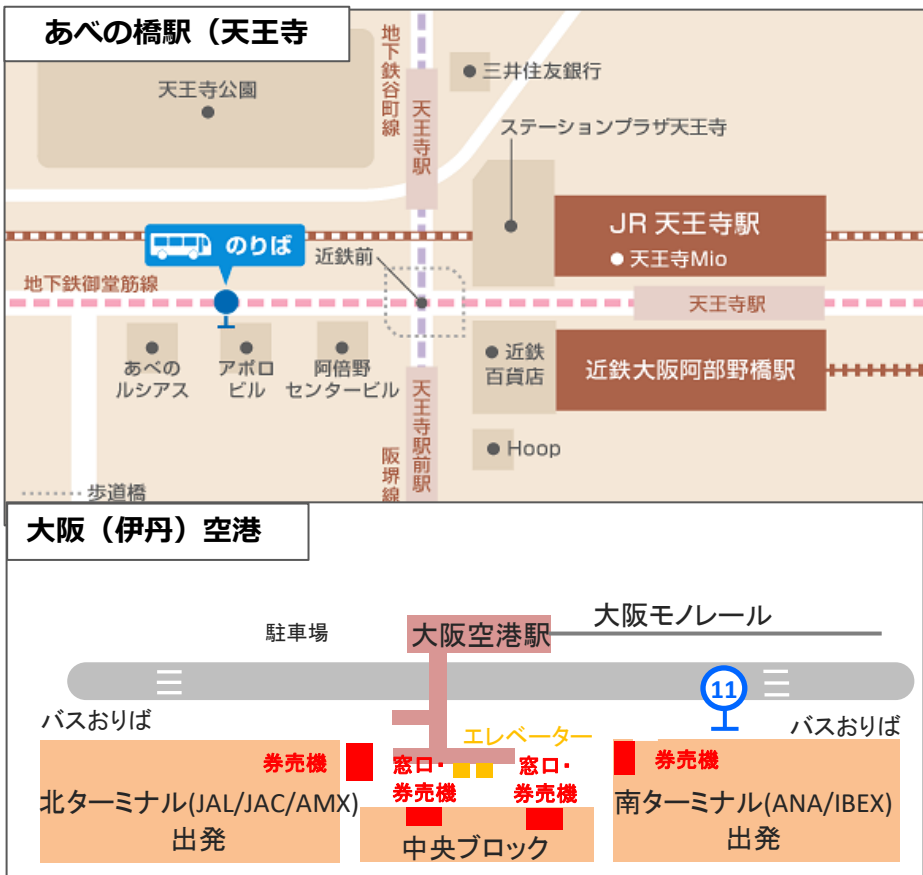 あべの橋駅（天王寺
天王寺公園
地下鉄谷町線
天王寺駅
三井住友銀行
ステーションプラザ天王寺
JR 天王寺駅
天王寺Mio
のりば
近鉄前
地下鉄御堂筋線
天王寺駅
あべの
ルシアス
アポロ
ビル
阿倍野
センタービル
近鉄
百貨店
近鉄大阪阿部野橋駅
天王寺駅前駅
阪堺線
Hoop
歩道橋
大阪（伊丹）空港
駐車場
大阪空港駅
大阪モノレール
11
バスおりば
バスおりば
エレベーター
券売機
窓口・
券売機
窓口・
券売機
券売機
北ターミナル(JAL/JAC/AMX)
出発
中央ブロック
南ターミナル(ANA/IBEX)
出発